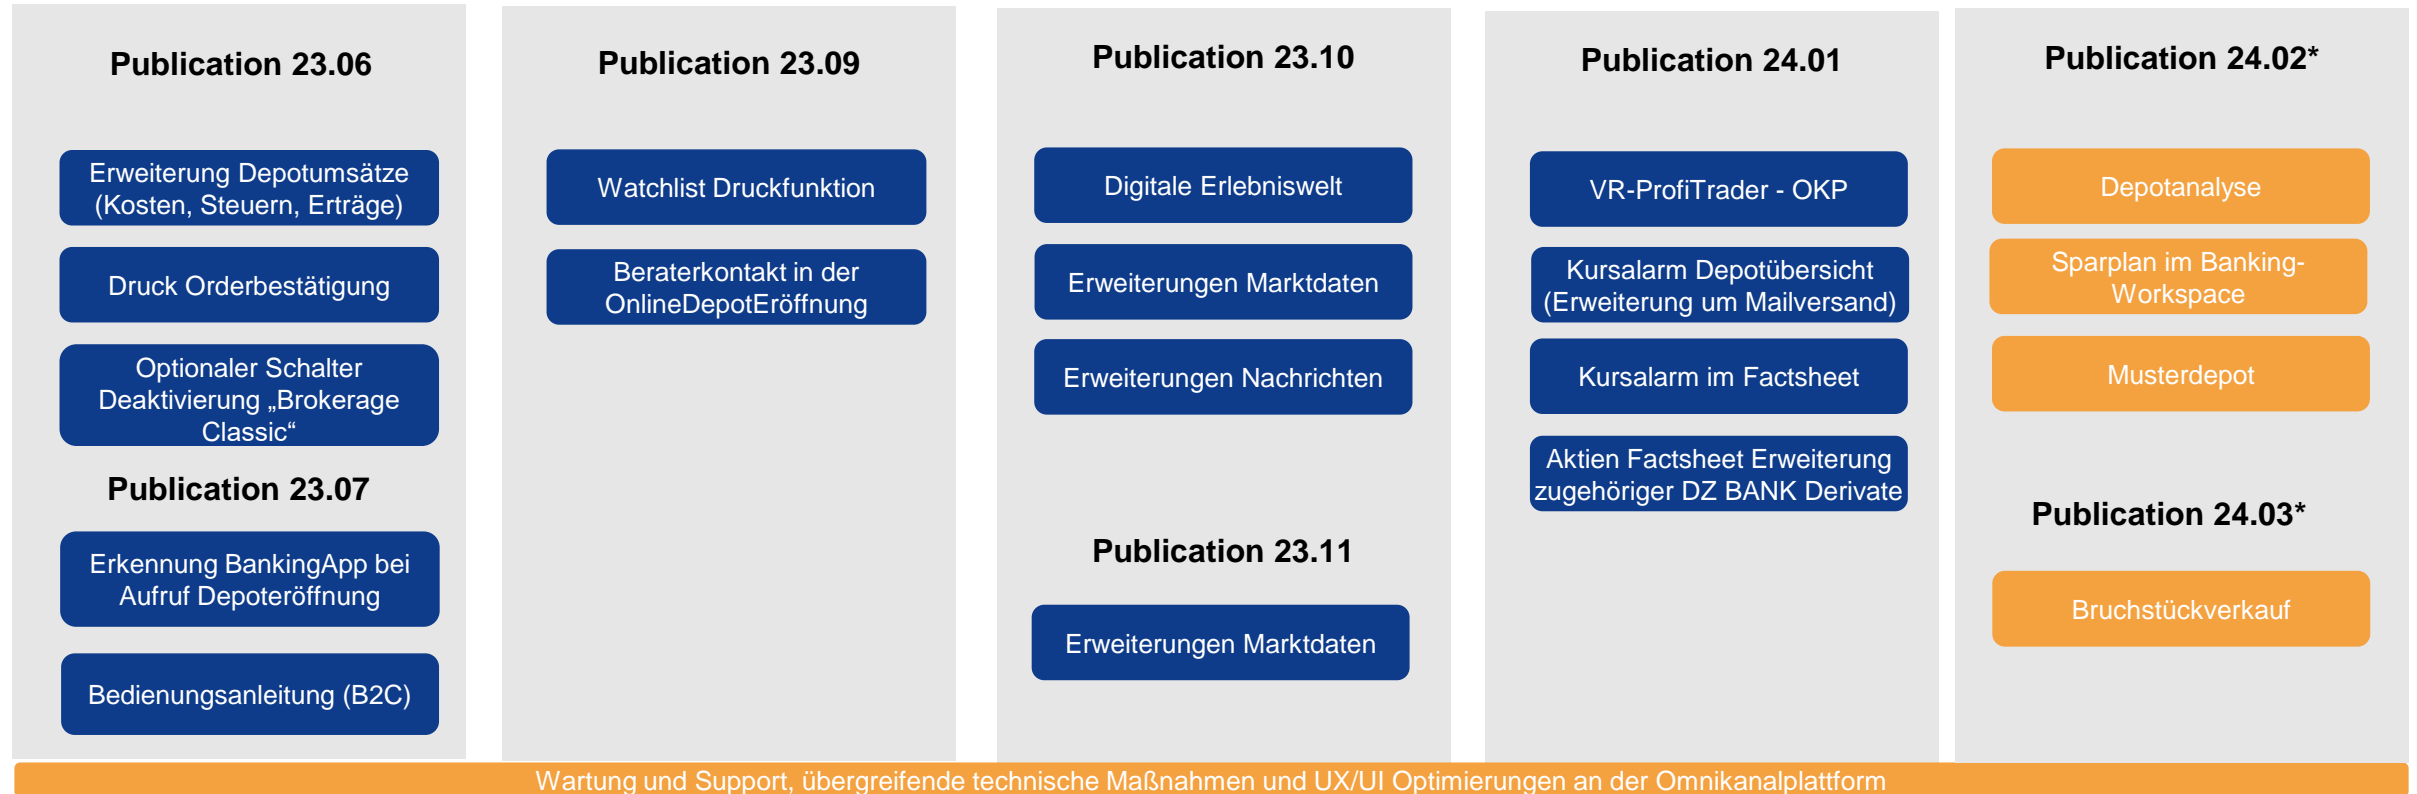 Publication 23.06
Erweiterung Depotumsätze
(Kosten, Steuern, Erträge)
Druck Orderbestätigung
Optionaler Schalter
Deaktivierung „Brokerage
Classic“
Publication 23.07
Erkennung BankingApp bei
Aufruf Depoteröffnung
Bedienungsanleitung (B2C)
Publication 23.09
Watchlist Druckfunktion
Beraterkontakt in der
OnlineDepotEröffnung
Publication 23.10
Digitale Erlebniswelt
Erweiterungen Marktdaten
Erweiterungen Nachrichten
Publication 23.11
Erweiterungen Marktdaten
Publication 24.01
VR-ProfiTrader - OKP
Kursalarm Depotübersicht
(Erweiterung um Mailversand)
Kursalarm im Factsheet
Aktien Factsheet Erweiterung
zugehöriger DZ BANK Derivate
Publication 24.02*
Depotanalyse
Sparplan im Banking-
Workspace
Musterdepot
Publication 24.03*
Bruchstückverkauf
Wartung und Support, übergreifende technische Maßnahmen und UX/UI Optimierungen an der Omnikanalplattform